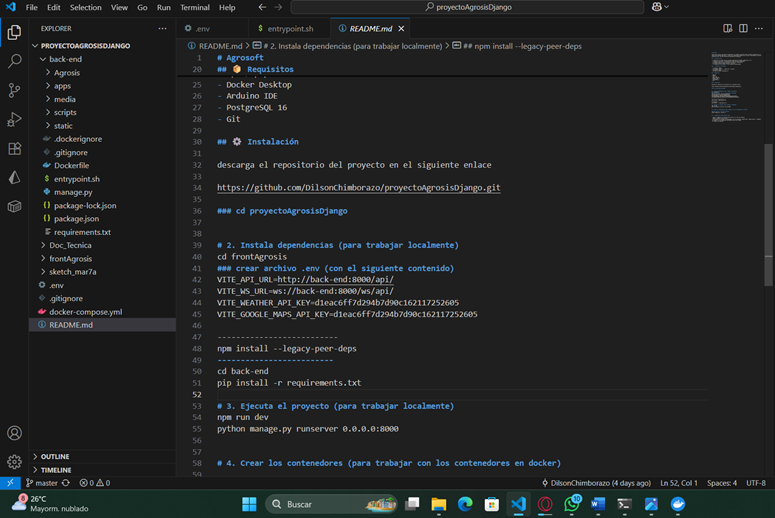 File Edit Selection View Go Run Terminal Help
proyectoAgrosisDjango
EXPLORER
.env
entrypoint.sh
README.md
README.md > # 2. Instala dependencias (para trabajar localmente) > ## npm install --legacy-peer-deps
PROYECTOAGROSISDJANGO
back-end
Agrosis
apps
media
scripts
static
.dockerignore
.gitignore
Dockerfile
entrypoint.sh
manage.py
package-lock.json
package.json
requirements.txt
Doc_Tecnica
frontAgrosis
sketch_mar7a
.env
.gitignore
docker-compose.yml
README.md
OUTLINE
TIMELINE
1 # Agrosoft
20 ## 📦 Requisitos
25 - Docker Desktop
26 - Arduino IDE
27 - PostgreSQL 16
28 - Git
29
30 ## ⚙️ Instalación
31
32 descarga el repositorio del proyecto en el siguiente enlace
33
34 https://github.com/DilsonChimborazo/proyectoAgrosisDjango.git
35
36 ### cd proyectoAgrosisDjango
37
38
39 # 2. Instala dependencias (para trabajar localmente)
40 cd frontAgrosis
41 ### crear archivo .env (con el siguiente contenido)
42 VITE_API_URL=http://back-end:8000/api/
43 VITE_WS_URL=ws://back-end:8000/ws/api/
44 VITE_WEATHER_API_KEY=d1eac6ff7d294b7d90c162117252605
45 VITE_GOOGLE_MAPS_API_KEY=d1eac6ff7d294b7d90c162117252605
46
47 --------------------------
48 npm install --legacy-peer-deps
49 -------------------------
50 cd back-end
51 pip install -r requirements.txt
52
53 # 3. Ejecuta el proyecto (para trabajar localmente)
54 npm run dev
55 python manage.py runserver 0.0.0.0:8000
56
57
58 # 4. Crear los contenedores (para trabajar con los contenedores en docker)
59
master
0 0
DilsonChimborazo (4 days ago)
Ln 52, Col 1
Spaces: 4
UTF-8
8
26°C
Mayorm. nublado
Buscar
10